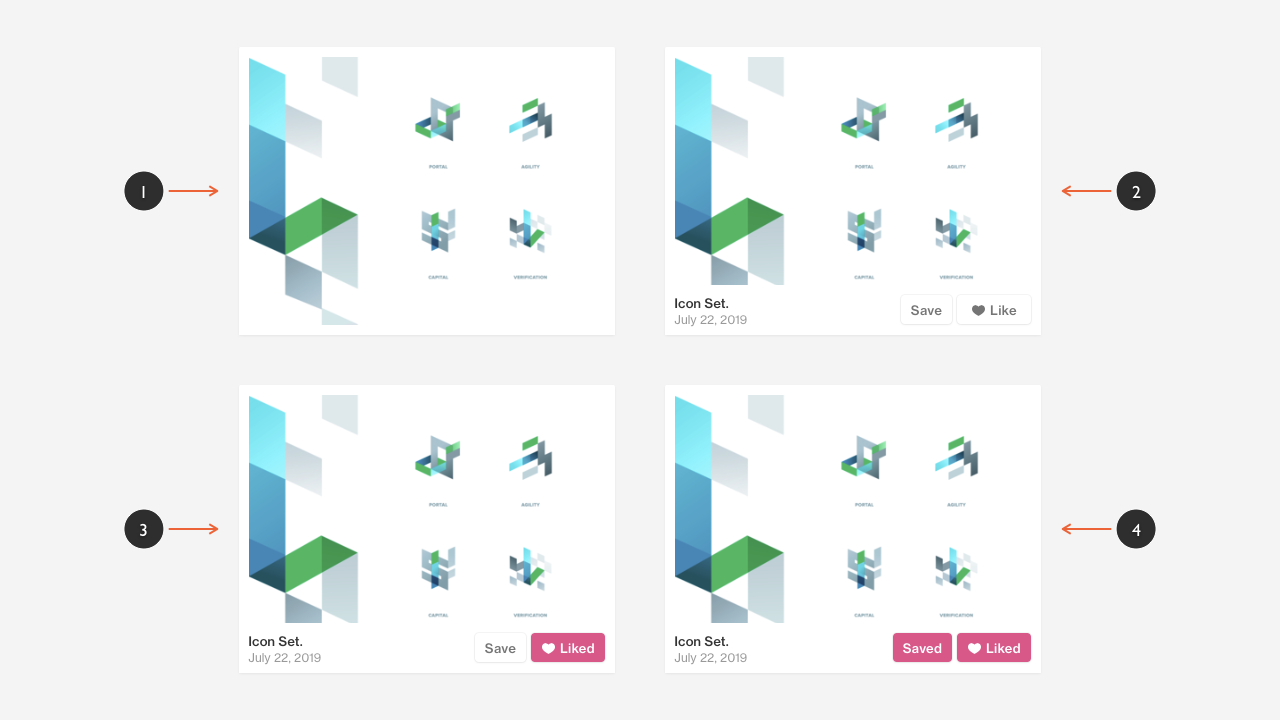 PORTAL AGILITY
1
CAPITAL VERIFICATION
PORTAL AGILITY
2
CAPITAL VERIFICATION
Icon Set.
July 22, 2019
Save Like
PORTAL AGILITY
3
CAPITAL VERIFICATION
Icon Set.
July 22, 2019
Save Liked
PORTAL AGILITY
4
CAPITAL VERIFICATION
Icon Set.
July 22, 2019
Saved Liked